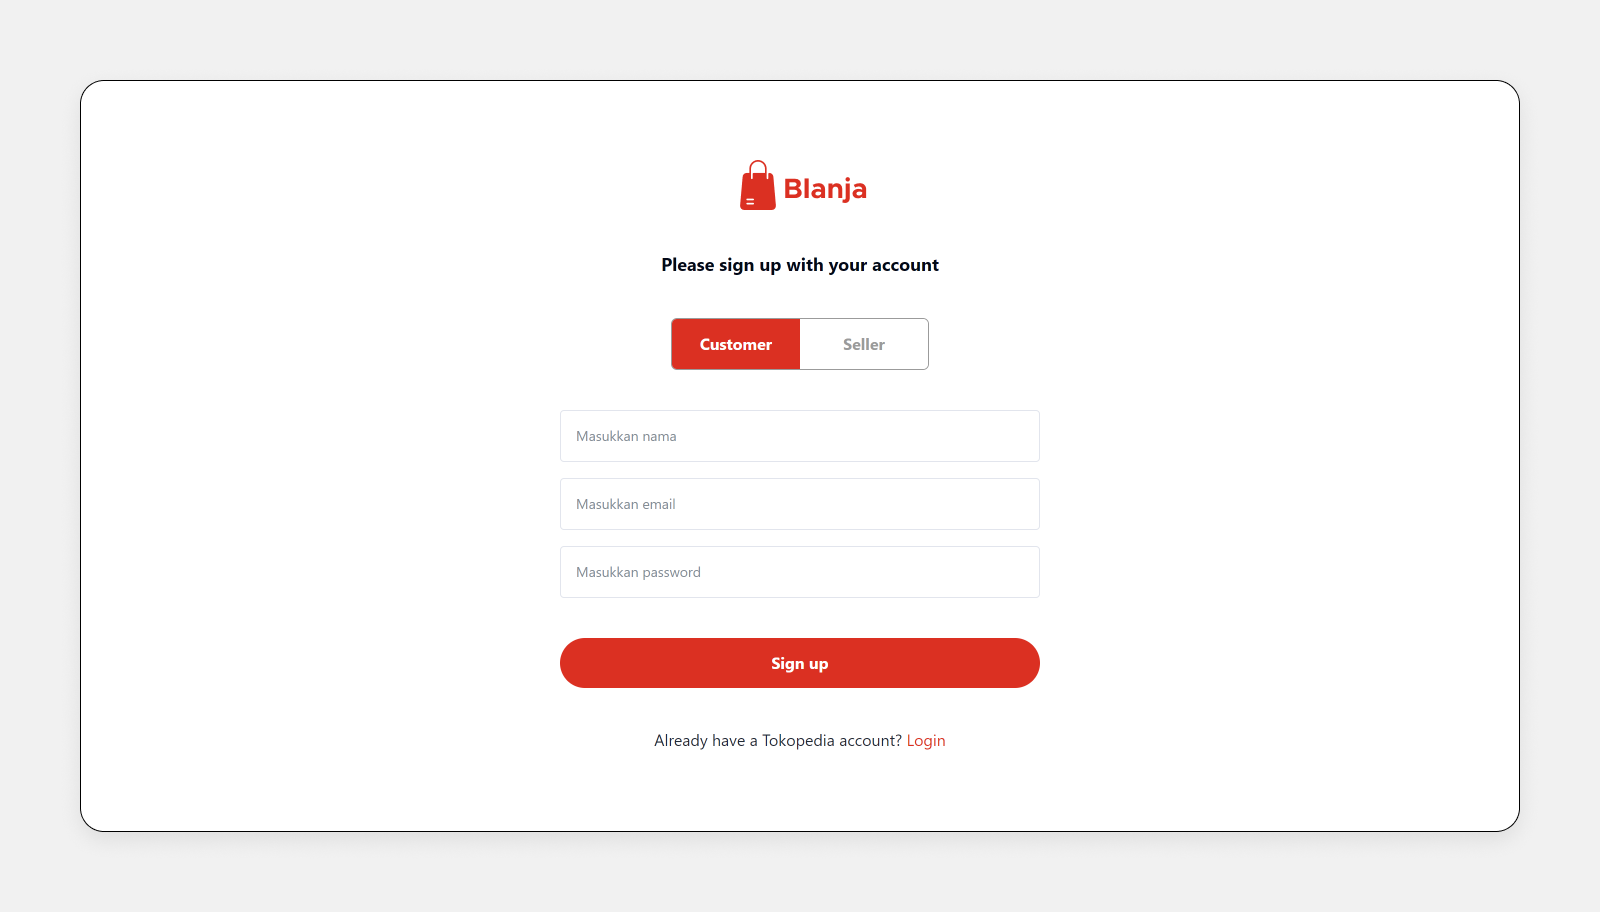 Blanja
Please sign up with your account
Customer Seller
Masukkan nama
Masukkan email
Masukkan password
Sign up
Already have a Tokopedia account? Login